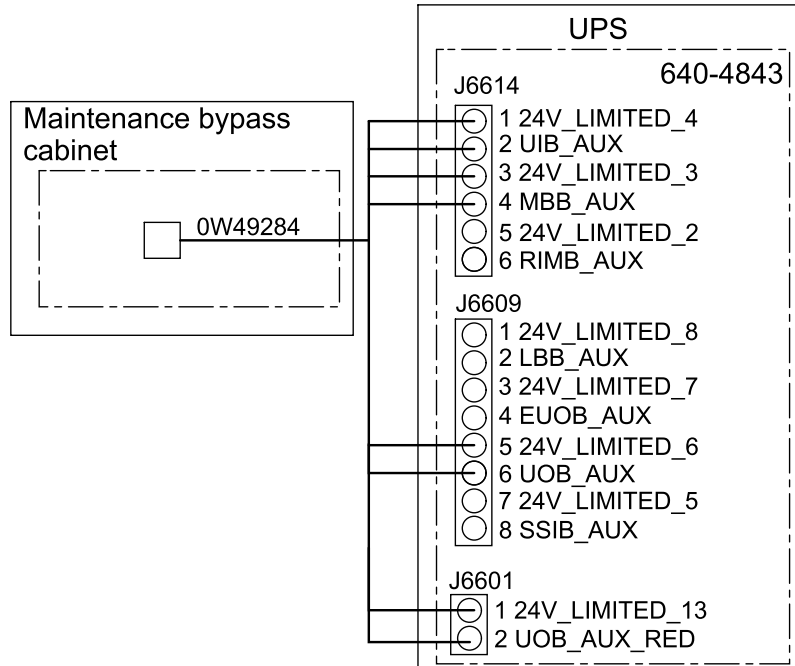 UPS
640-4843
Maintenance bypass
cabinet
0W49284
J6614
1 24V_LIMITED_4
2 UIB_AUX
3 24V_LIMITED_3
4 MBB_AUX
5 24V_LIMITED_2
6 RIMB_AUX
J6609
1 24V_LIMITED_8
2 LBB_AUX
3 24V_LIMITED_7
4 EUOB_AUX
5 24V_LIMITED_6
6 UOB_AUX
7 24V_LIMITED_5
8 SSIB_AUX
J6601
1 24V_LIMITED_13
2 UOB_AUX_RED